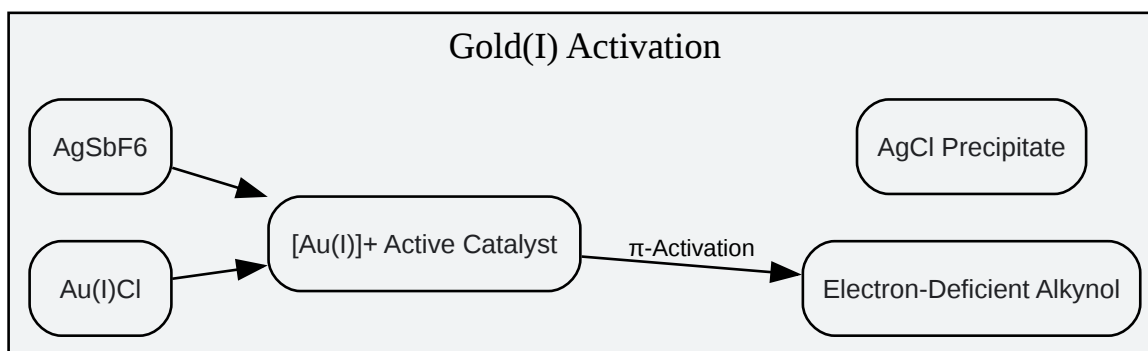 Gold(I) Activation
AgSbF6
AgCl Precipitate
[Au(I)]+ Active Catalyst
π-Activation
Au(I)Cl
Electron-Deficient Alkynol